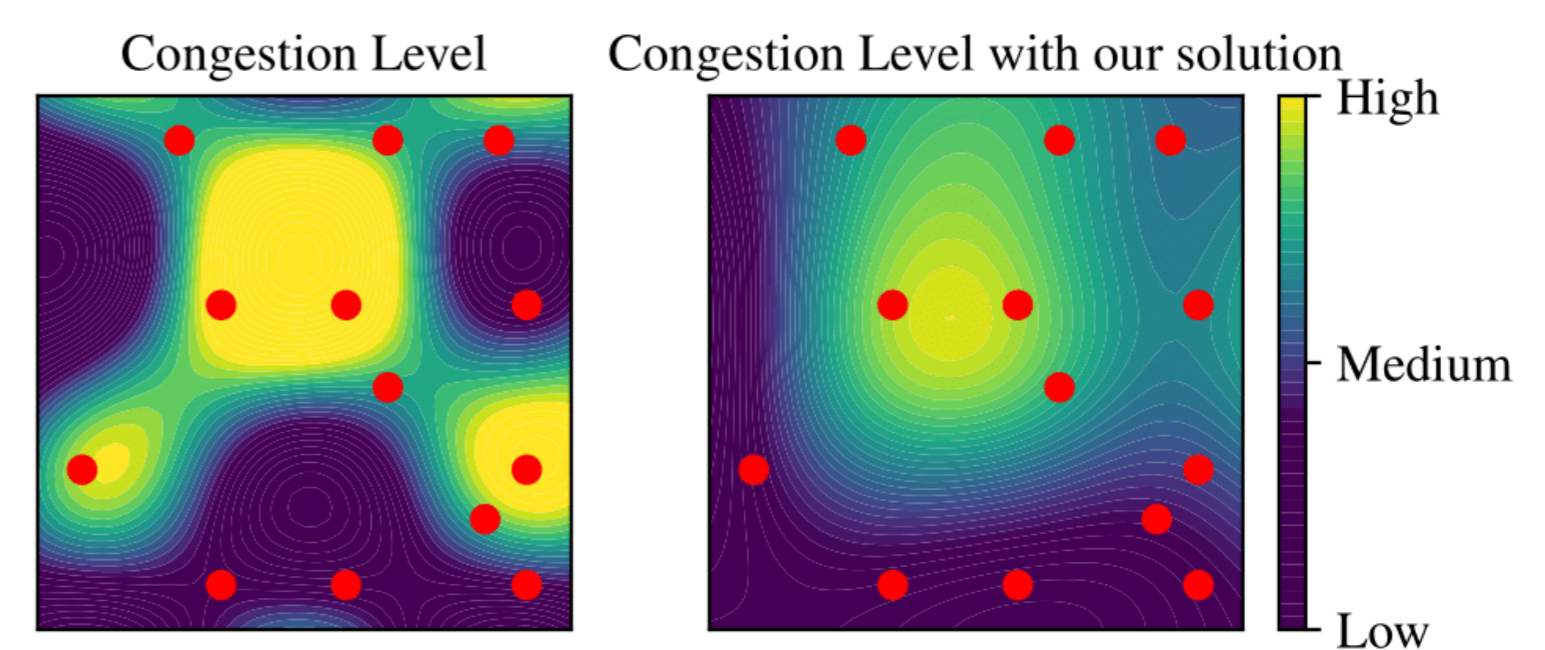 Congestion Level
Congestion Level with our solution
High
Medium
Low